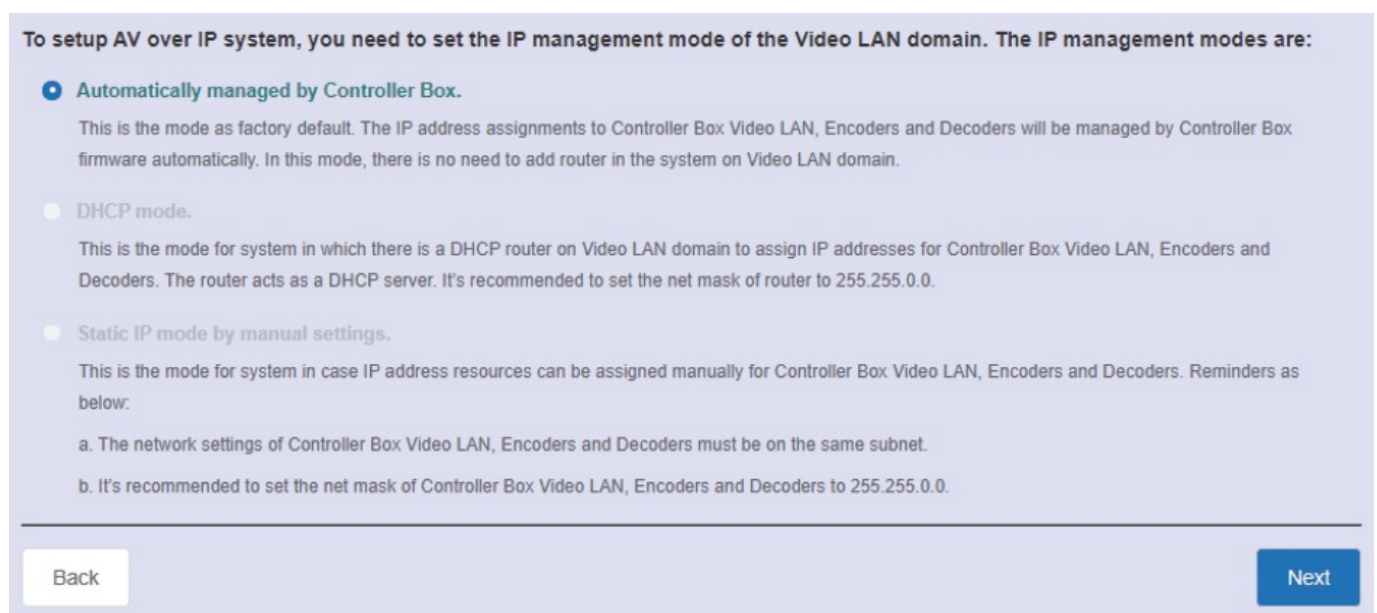 To setup AV over IP system, you need to set the IP management mode of the Video LAN domain. The IP management modes are:
Automatically managed by Controller Box.
This is the mode as factory default. The IP address assignments to Controller Box Video LAN, Encoders and Decoders will be managed by Controller Box
firmware automatically. In this mode, there is no need to add router in the system on Video LAN domain.
DHCP mode.
This is the mode for system in which there is a DHCP router on Video LAN domain to assign IP addresses for Controller Box Video LAN, Encoders and
Decoders. The router acts as a DHCP server. It's recommended to set the net mask of router to 255.255.0.0.
Static IP mode by manual settings.
This is the mode for system in case IP address resources can be assigned manually for Controller Box Video LAN, Encoders and Decoders. Reminders as
below:
a. The network settings of Controller Box Video LAN, Encoders and Decoders must be on the same subnet.
b. It's recommended to set the net mask of Controller Box Video LAN, Encoders and Decoders to 255.255.0.0.
Back
Next